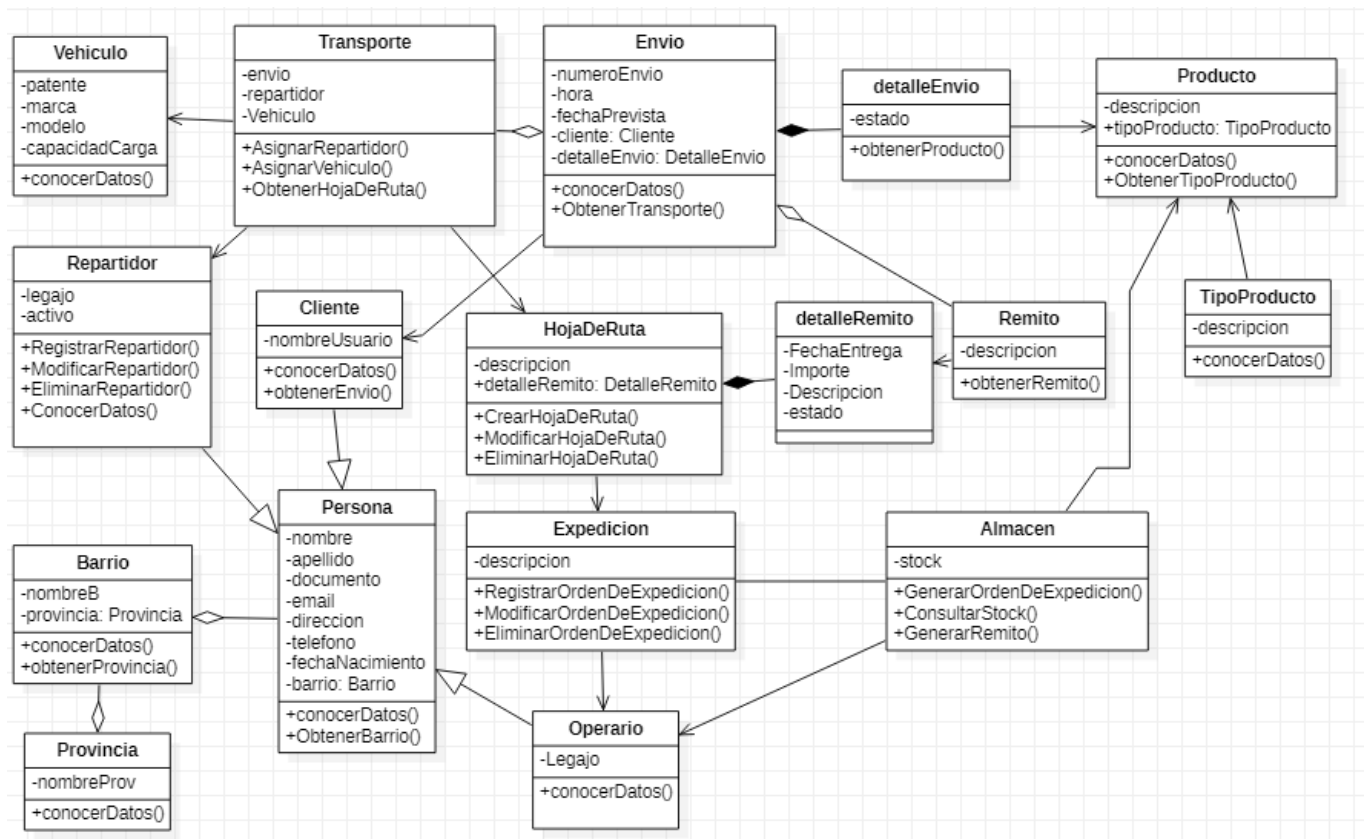 Vehiculo
-patente
-marca
-modelo
-capacidadCarga
+conocerDatos()
Transporte
-envio
-repartidor
-Vehiculo
+AsignarRepartidor()
+AsignarVehiculo()
+ObtenerHojaDeRuta()
Envio
-numeroEnvio
-hora
-fechaPrevista
-cliente: Cliente
-detalleEnvio: DetalleEnvio
+conocerDatos()
+ObtenerTransporte()
detalleEnvio
-estado
+obtenerProducto()
Producto
-descripcion
+tipoProducto: TipoProducto
+conocerDatos()
+ObtenerTipoProducto()
Repartidor
-legajo
-activo
+RegistrarRepartidor()
+ModificarRepartidor()
+EliminarRepartidor()
+ConocerDatos()
Cliente
-nombreUsuario
+conocerDatos()
+obtenerEnvio()
HojaDeRuta
-descripcion
+detalleRemito: DetalleRemito
+CrearHojaDeRuta()
+ModificarHojaDeRuta()
+EliminarHojaDeRuta()
detalleRemito
-FechaEntrega
-Importe
-Descripcion
-estado
Remito
-descripcion
+obtenerRemito()
TipoProducto
-descripcion
+conocerDatos()
Persona
-nombre
-apellido
-documento
-email
-direccion
-telefono
-fechaNacimiento
-barrio: Barrio
+conocerDatos()
+ObtenerBarrio()
Expedicion
-descripcion
+RegistrarOrdenDeExpedicion()
+ModificarOrdenDeExpedicion()
+EliminarOrdenDeExpedicion()
Almacen
-stock
+GenerarOrdenDeExpedicion()
+ConsultarStock()
+GenerarRemito()
Barrio
-nombreB
-provincia: Provincia
+conocerDatos()
+obtenerProvincia()
Provincia
-nombreProv
+conocerDatos()
Operario
-Legajo
+conocerDatos()